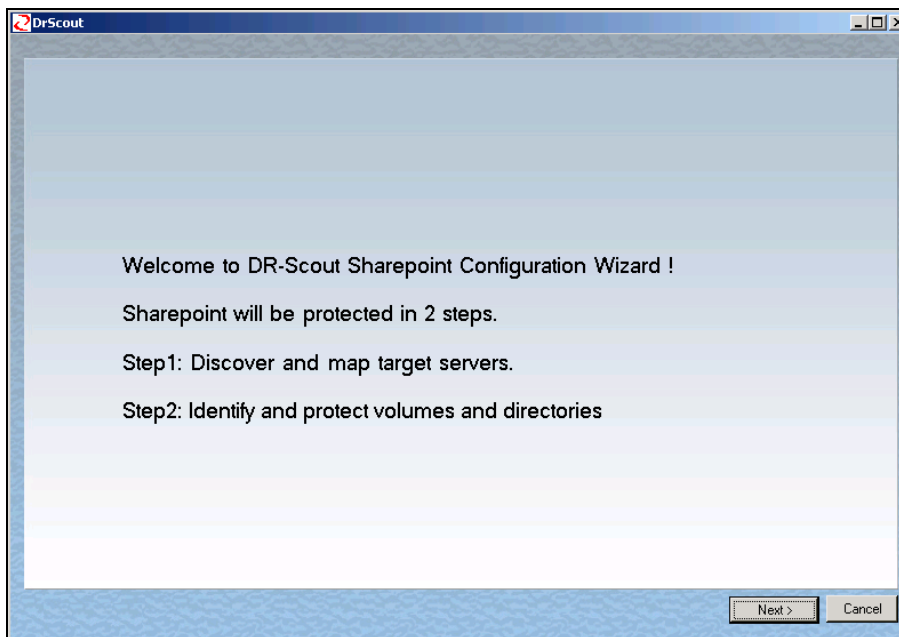 DrScout
Welcome to DR-Scout Sharepoint Configuration Wizard !
Sharepoint will be protected in 2 steps.
Step1: Discover and map target servers.
Step2: Identify and protect volumes and directories
Next > Cancel